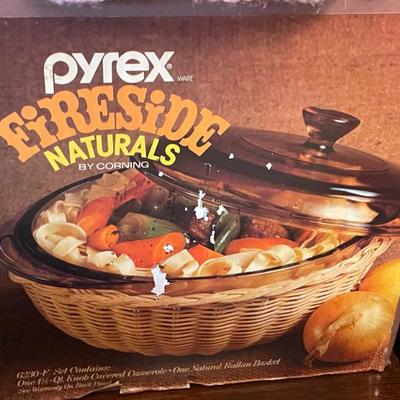 pyrex® WARE
FiRESiDE
NATURALS
BY CORNING
6230-F Set Contains:
One 1½-Qt. Knob Covered Casserole • One Natural Rattan Basket
See Warranty On Back Panel